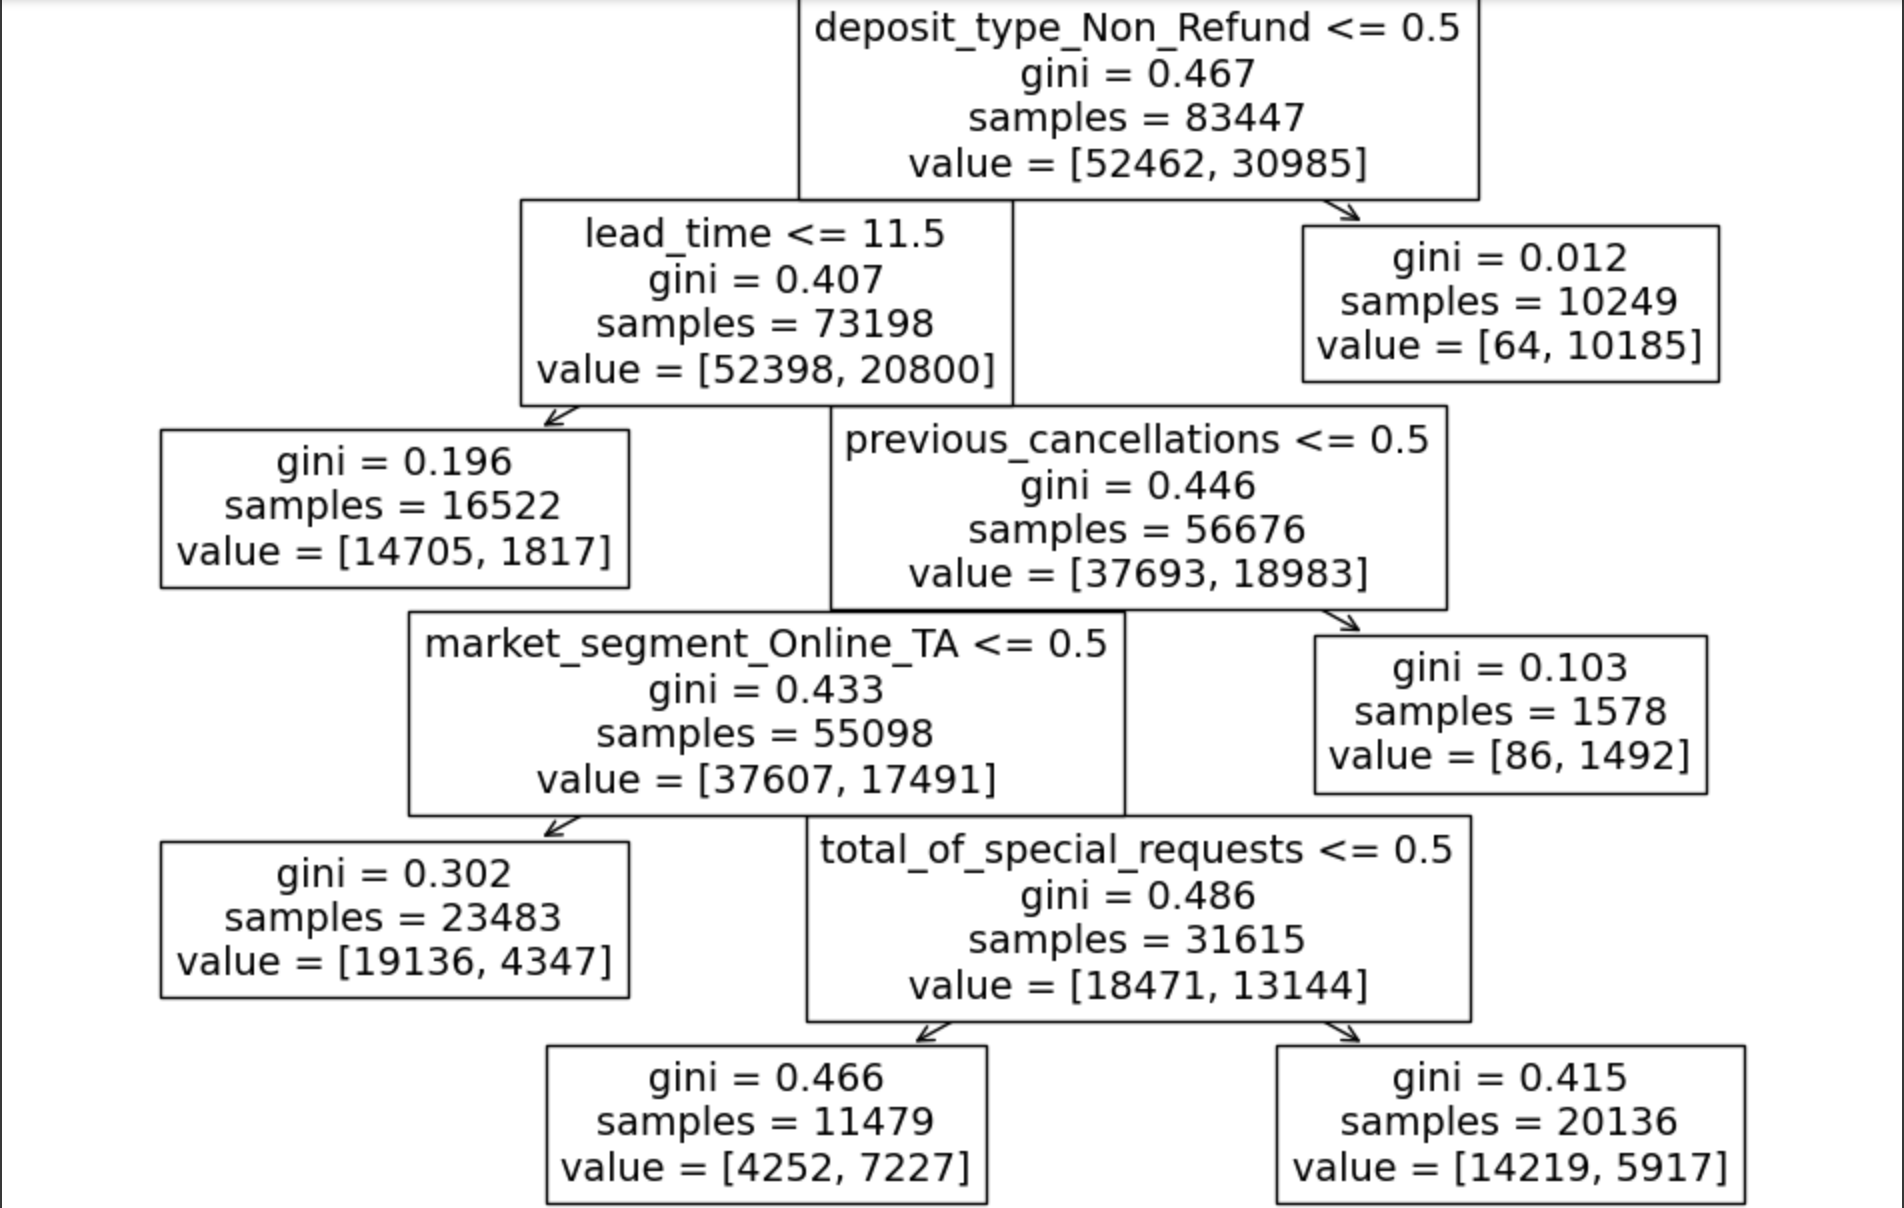 deposit_type_Non_Refund <= 0.5
gini = 0.467
samples = 83447
value = [52462, 30985]
lead_time <= 11.5
gini = 0.407
samples = 73198
value = [52398, 20800]
gini = 0.012
samples = 10249
value = [64, 10185]
gini = 0.196
samples = 16522
value = [14705, 1817]
previous_cancellations <= 0.5
gini = 0.446
samples = 56676
value = [37693, 18983]
market_segment_Online_TA <= 0.5
gini = 0.433
samples = 55098
value = [37607, 17491]
gini = 0.103
samples = 1578
value = [86, 1492]
gini = 0.302
samples = 23483
value = [19136, 4347]
total_of_special_requests <= 0.5
gini = 0.486
samples = 31615
value = [18471, 13144]
gini = 0.466
samples = 11479
value = [4252, 7227]
gini = 0.415
samples = 20136
value = [14219, 5917]